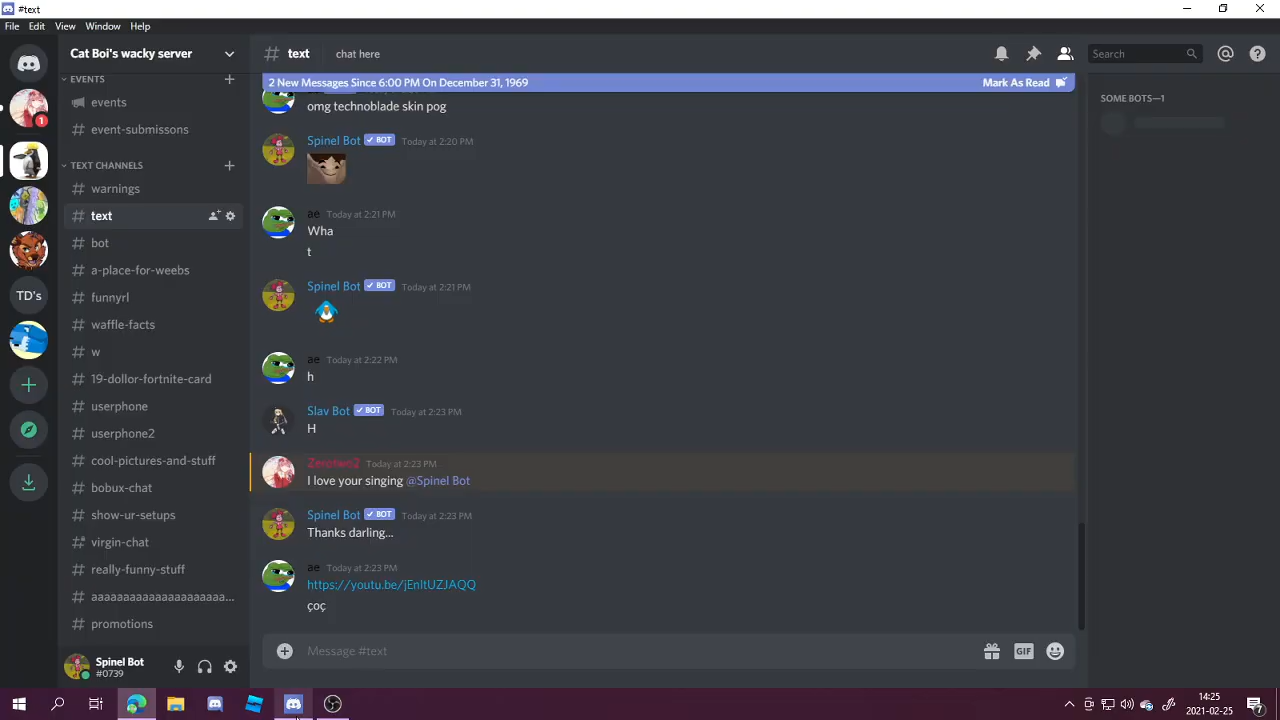 #text
File Edit View Window Help
Cat Boi's wacky server
# text chat here
Search
2 New Messages Since 6:00 PM On December 31, 1969
Mark As Read
EVENTS
events
event-submissons
TEXT CHANNELS
warnings
text
bot
a-place-for-weebs
funnyrl
waffle-facts
w
19-dollor-fortnite-card
userphone
userphone2
cool-pictures-and-stuff
bobux-chat
show-ur-setups
virgin-chat
really-funny-stuff
aaaaaaaaaaaaaaaaaaaaa...
promotions
1
TD's
Spinel Bot
#0739
omg technoblade skin pog
Spinel Bot BOT Today at 2:20 PM
ae Today at 2:21 PM
Wha
t
Spinel Bot BOT Today at 2:21 PM
ae Today at 2:22 PM
h
Slav Bot BOT Today at 2:23 PM
H
Today at 2:23 PM
I love your singing @Spinel Bot
Spinel Bot BOT Today at 2:23 PM
Thanks darling...
ae Today at 2:23 PM
https://youtu.be/jEnItUZJAQQ
çoç
Message #text
GIF
SOME BOTS—1
14:25
2021-02-25
7